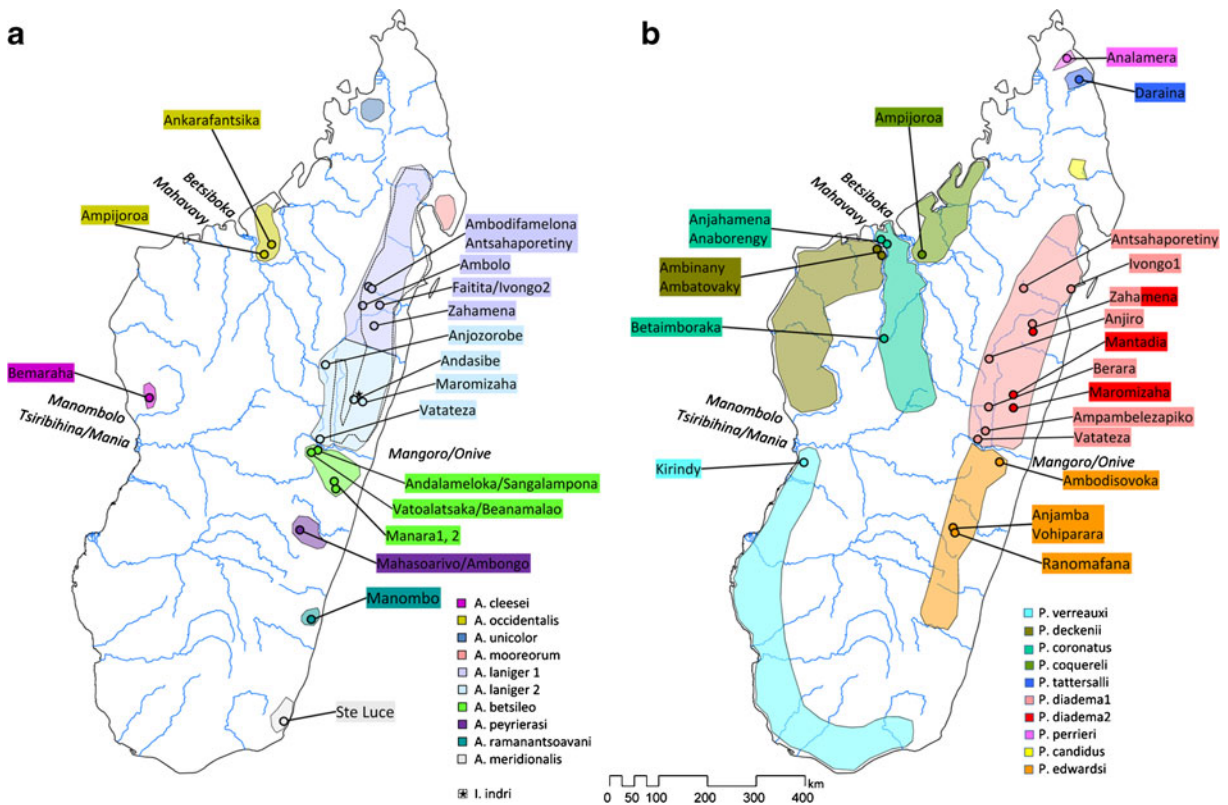 a
Ankarafantsika
Betsiboka
Mahavavy
Ampijoroa
Ambodifamelona
Antsahaporetiny
Ambolo
Faitita/Ivongo2
Zahamena
Anjozorobe
Andasibe
Bemaraha
Maromizaha
Manombolo
Tsiribihina/Mania
Vatateza
Mangoro/Onive
Andalameloka/Sangalampona
Vatoalatsaka/Beanamalao
Manara1, 2
Mahasoarivo/Ambongo
Manombo
Ste Luce
A. cleesei
A. occidentalis
A. unicolor
A. mooreorum
A. laniger 1
A. laniger 2
A. betsileo
A. peyrierasi
A. ramanantsoavani
A. meridionalis
* I. indri
b
Analamera
Daraina
Ampijoroa
Betsiboka
Mahavavy
Anjahamena
Anaborengy
Ambinany
Ambatovaky
Betaimboraka
Antsahaporetiny
Ivongo1
Zahamena
Anjiro
Mantadia
Berara
Maromizaha
Manombolo
Tsiribihina/Mania
Ampambelezapiko
Vatateza
Mangoro/Onive
Kirindy
Ambodisovoka
Anjamba
Vohiparara
Ranomafana
P. verreauxi
P. deckenii
P. coronatus
P. coquereli
P. tattersalli
P. diadema1
P. diadema2
P. perrieri
P. candidus
P. edwardsi
km
0 50 100 200 300 400